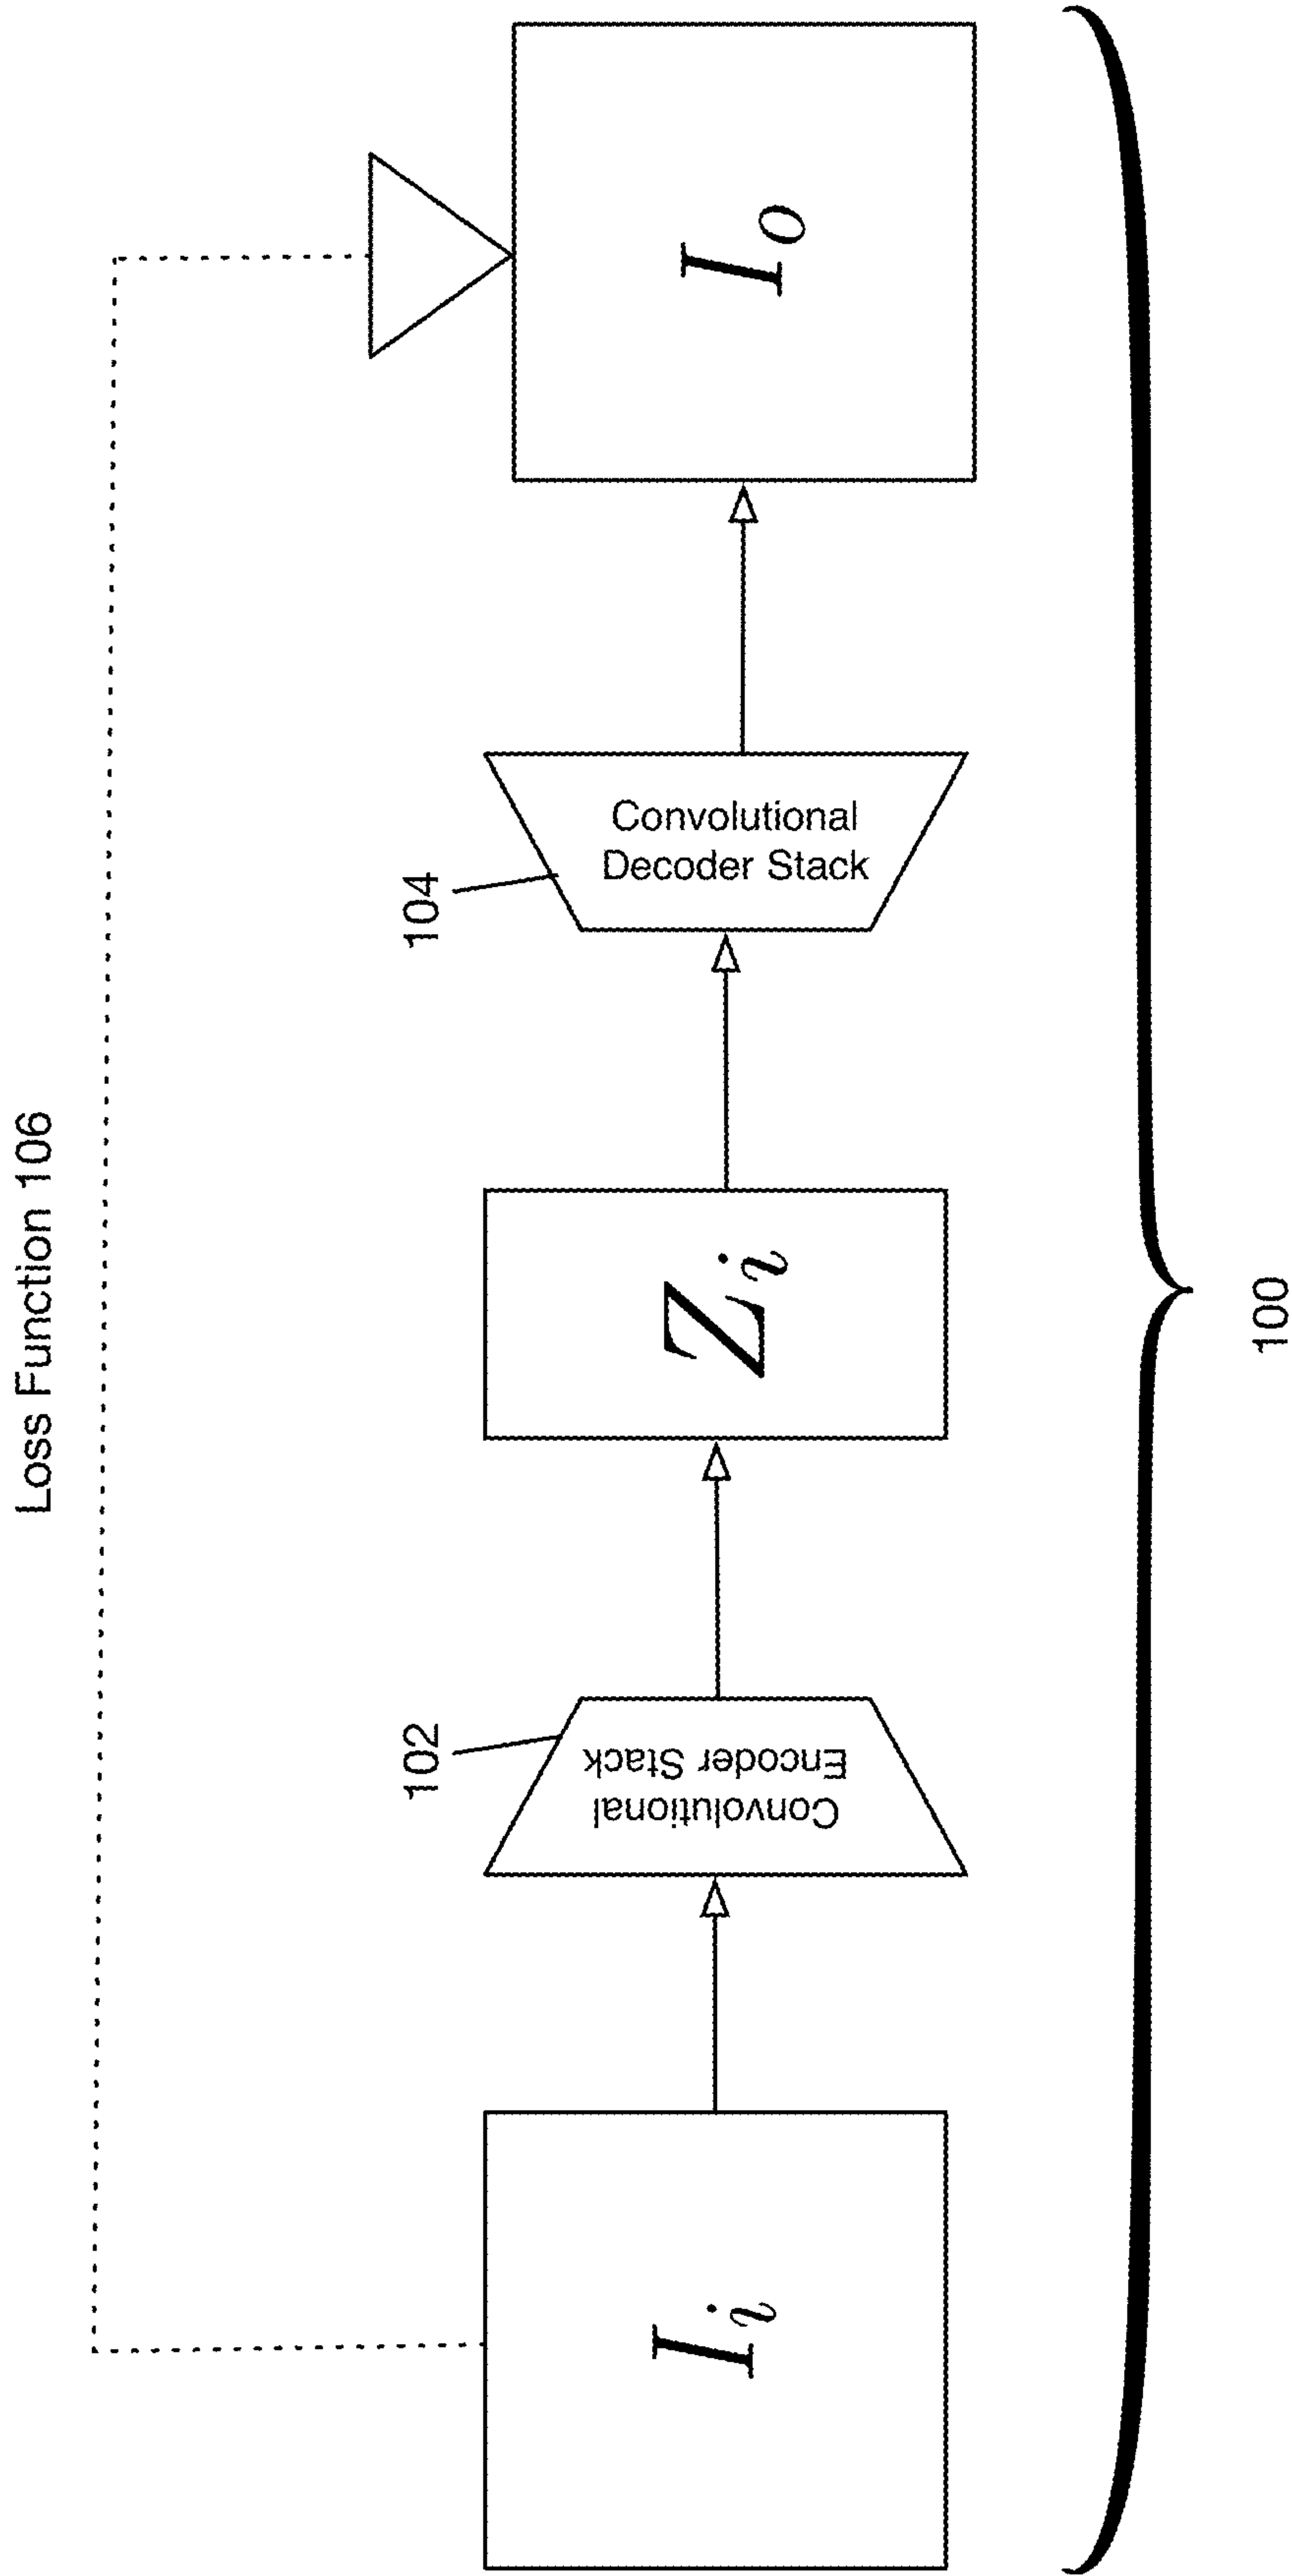 Loss Function 106
102
104
I_i
Convolutional
Encoder Stack
Z_i
Convolutional
Decoder Stack
I_o
100